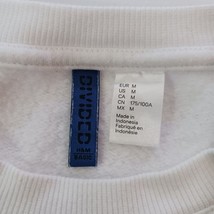 DIVIDED
H&M
EUR M
US M
CA M
CN 175/100A
MX M
Made in
Indonesia
Fabriqué en
Indonésie